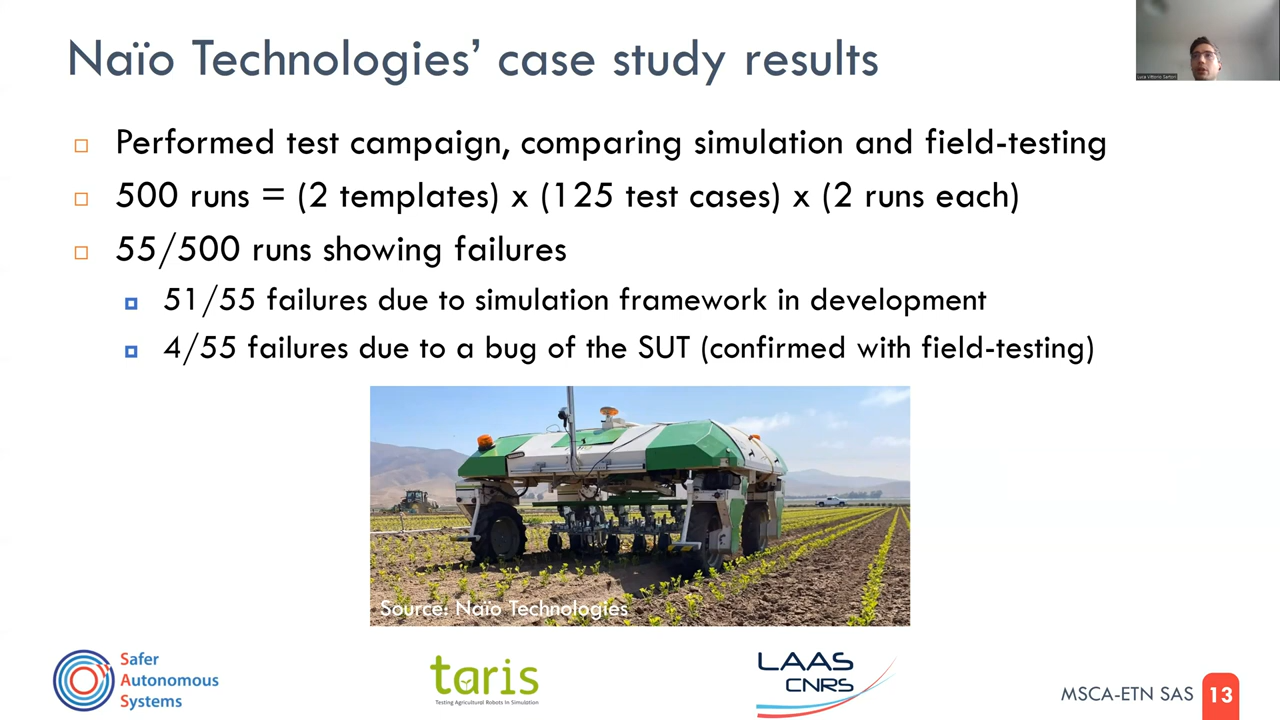 Naïo Technologies’ case study results
Luca Vittorio Sartori
Performed test campaign, comparing simulation and field-testing
500 runs = (2 templates) x (125 test cases) x (2 runs each)
55/500 runs showing failures
51/55 failures due to simulation framework in development
4/55 failures due to a bug of the SUT (confirmed with field-testing)
Source: Naïo Technologies
Safer
Autonomous
Systems
taris
Testing Agricultural Robots In Simulation
LAAS
CNRS
MSCA-ETN SAS
13